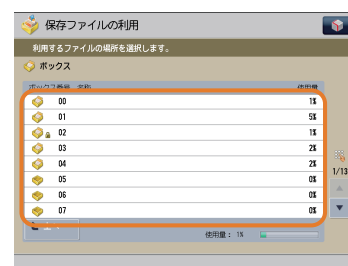 保存ファイルの利用
利用するファイルの場所を選択します。
ボックス
ボックス番号 名称 使用量
00 1%
01 5%
02 1%
03 2%
04 2%
05 0%
06 0%
07 0%
1/13
使用量： 1%